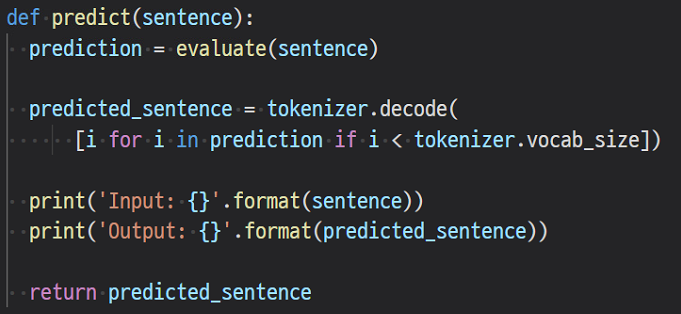 def predict(sentence):
  prediction = evaluate(sentence)

  predicted_sentence = tokenizer.decode(
      [i for i in prediction if i < tokenizer.vocab_size])

  print('Input: {}'.format(sentence))
  print('Output: {}'.format(predicted_sentence))

  return predicted_sentence